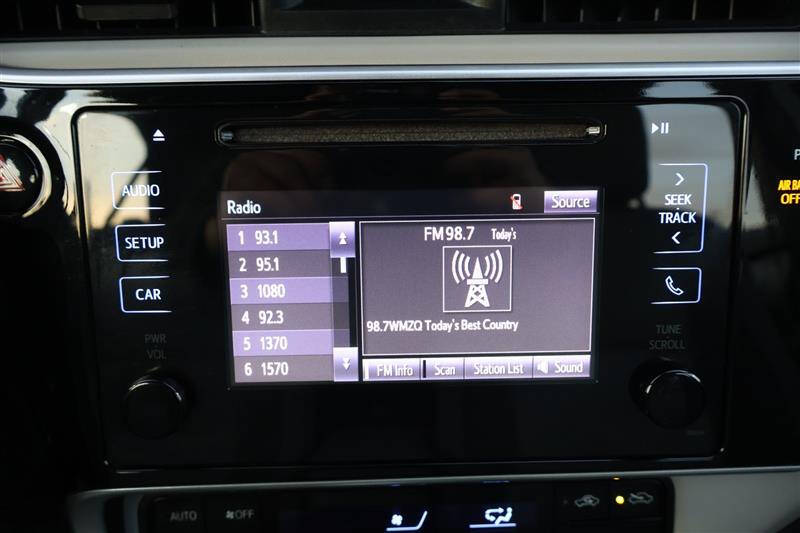 AUDIO
SETUP
CAR
PWR
VOL
Radio
Source
1 93.1
2 95.1
3 1080
4 92.3
5 1370
6 1570
FM 98.7 Today's
98.7WMZQ Today's Best Country
FM Info
Scan
Station List
Sound
SEEK
TRACK
TUNE
SCROLL
P
AIR BA
OFF
AUTO
OFF